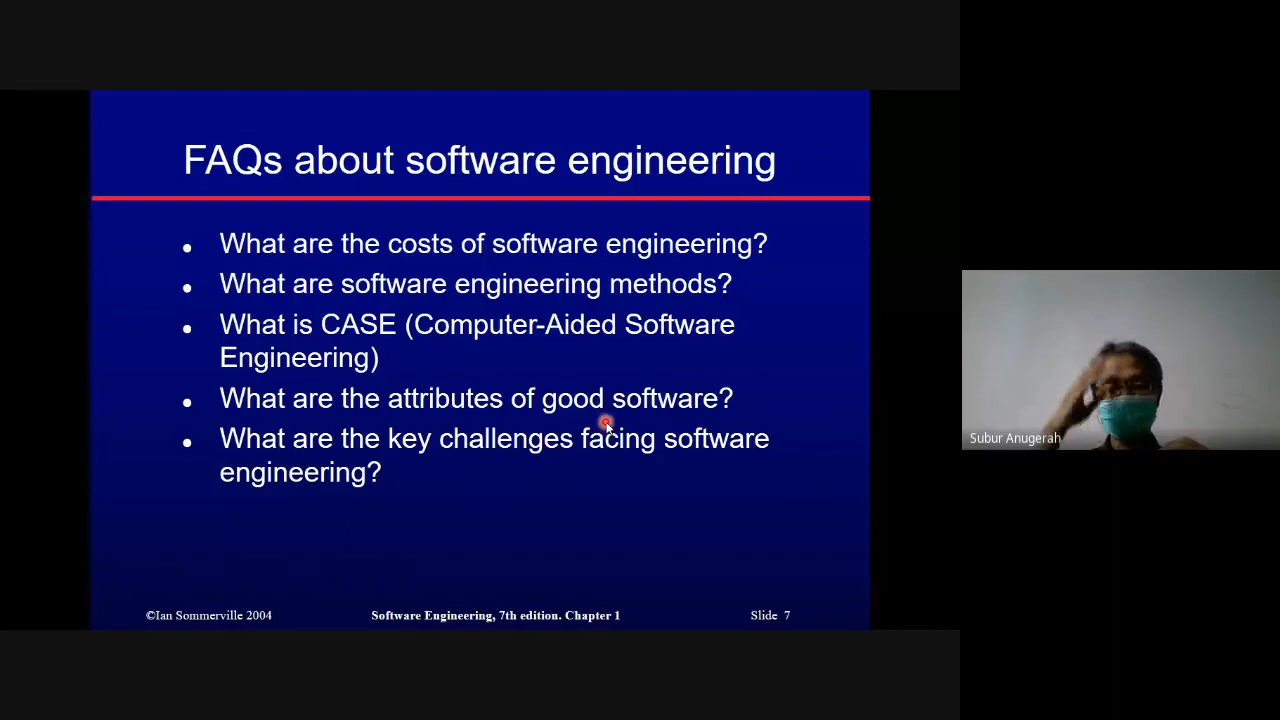 FAQs about software engineering
• What are the costs of software engineering?
• What are software engineering methods?
• What is CASE (Computer-Aided Software
Engineering)
• What are the attributes of good software?
• What are the key challenges facing software
engineering?
©Ian Sommerville 2004
Software Engineering, 7th edition. Chapter 1
Slide 7
Subur Anugerah